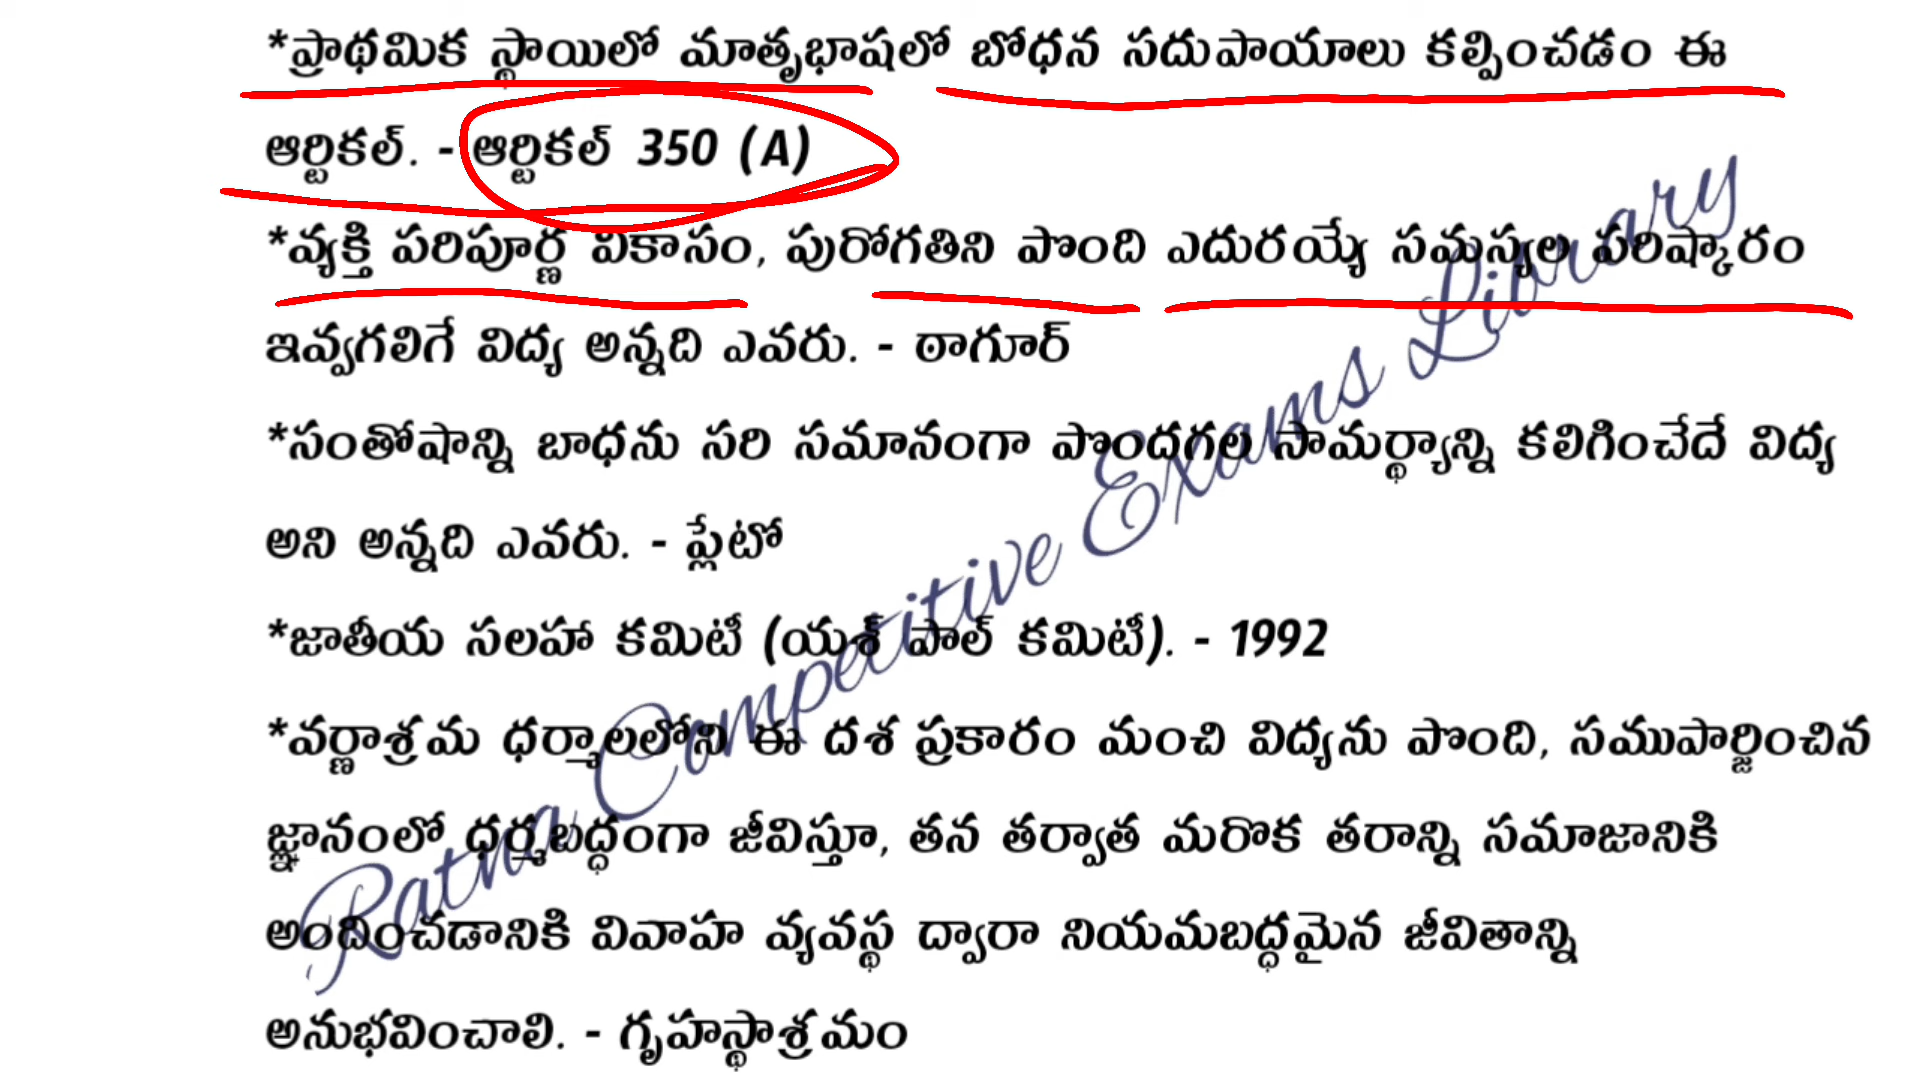 *ప్రాథమిక స్థాయిలో మాతృభాషలో బోధన సదుపాయాలు కల్పించడం ఈ
ఆర్టికల్. - ఆర్టికల్ 350 (A)
*వ్యక్తి పరిపూర్ణ వికాసం, పురోగతిని పొంది ఎదురయ్యే సమస్యల పరిష్కారం
ఇవ్వగలిగే విద్య అన్నది ఎవరు. - ఠాగూర్
*సంతోషాన్ని బాధను సరి సమానంగా పొందగల సామర్థ్యాన్ని కలిగించేదే విద్య
అని అన్నది ఎవరు. - ప్లేటో
*జాతీయ సలహా కమిటీ (యశ్ పాల్ కమిటీ). - 1992
*వర్ణాశ్రమ ధర్మాలలోని ఈ దశ ప్రకారం మంచి విద్యను పొంది, సముపార్జించిన
జ్ఞానంలో ధర్మబద్ధంగా జీవిస్తూ, తన తర్వాత మరొక తరాన్ని సమాజానికి
అందించడానికి వివాహ వ్యవస్థ ద్వారా నియమబద్ధమైన జీవితాన్ని
అనుభవించాలి. - గృహస్థాశ్రమం
Ratna Competitive Exams Library